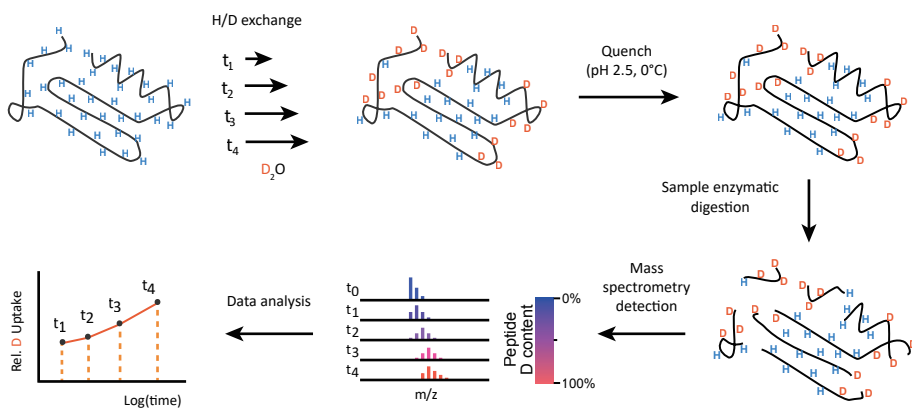 H/D exchange
t1
t2
t3
t4
D2O
Quench
(pH 2.5, 0°C)
Sample enzymatic
digestion
Mass
spectrometry
detection
t0
t1
t2
t3
t4
m/z
Peptide
D content
0%
100%
Data analysis
Rel. D Uptake
t1
t2
t3
t4
Log(time)